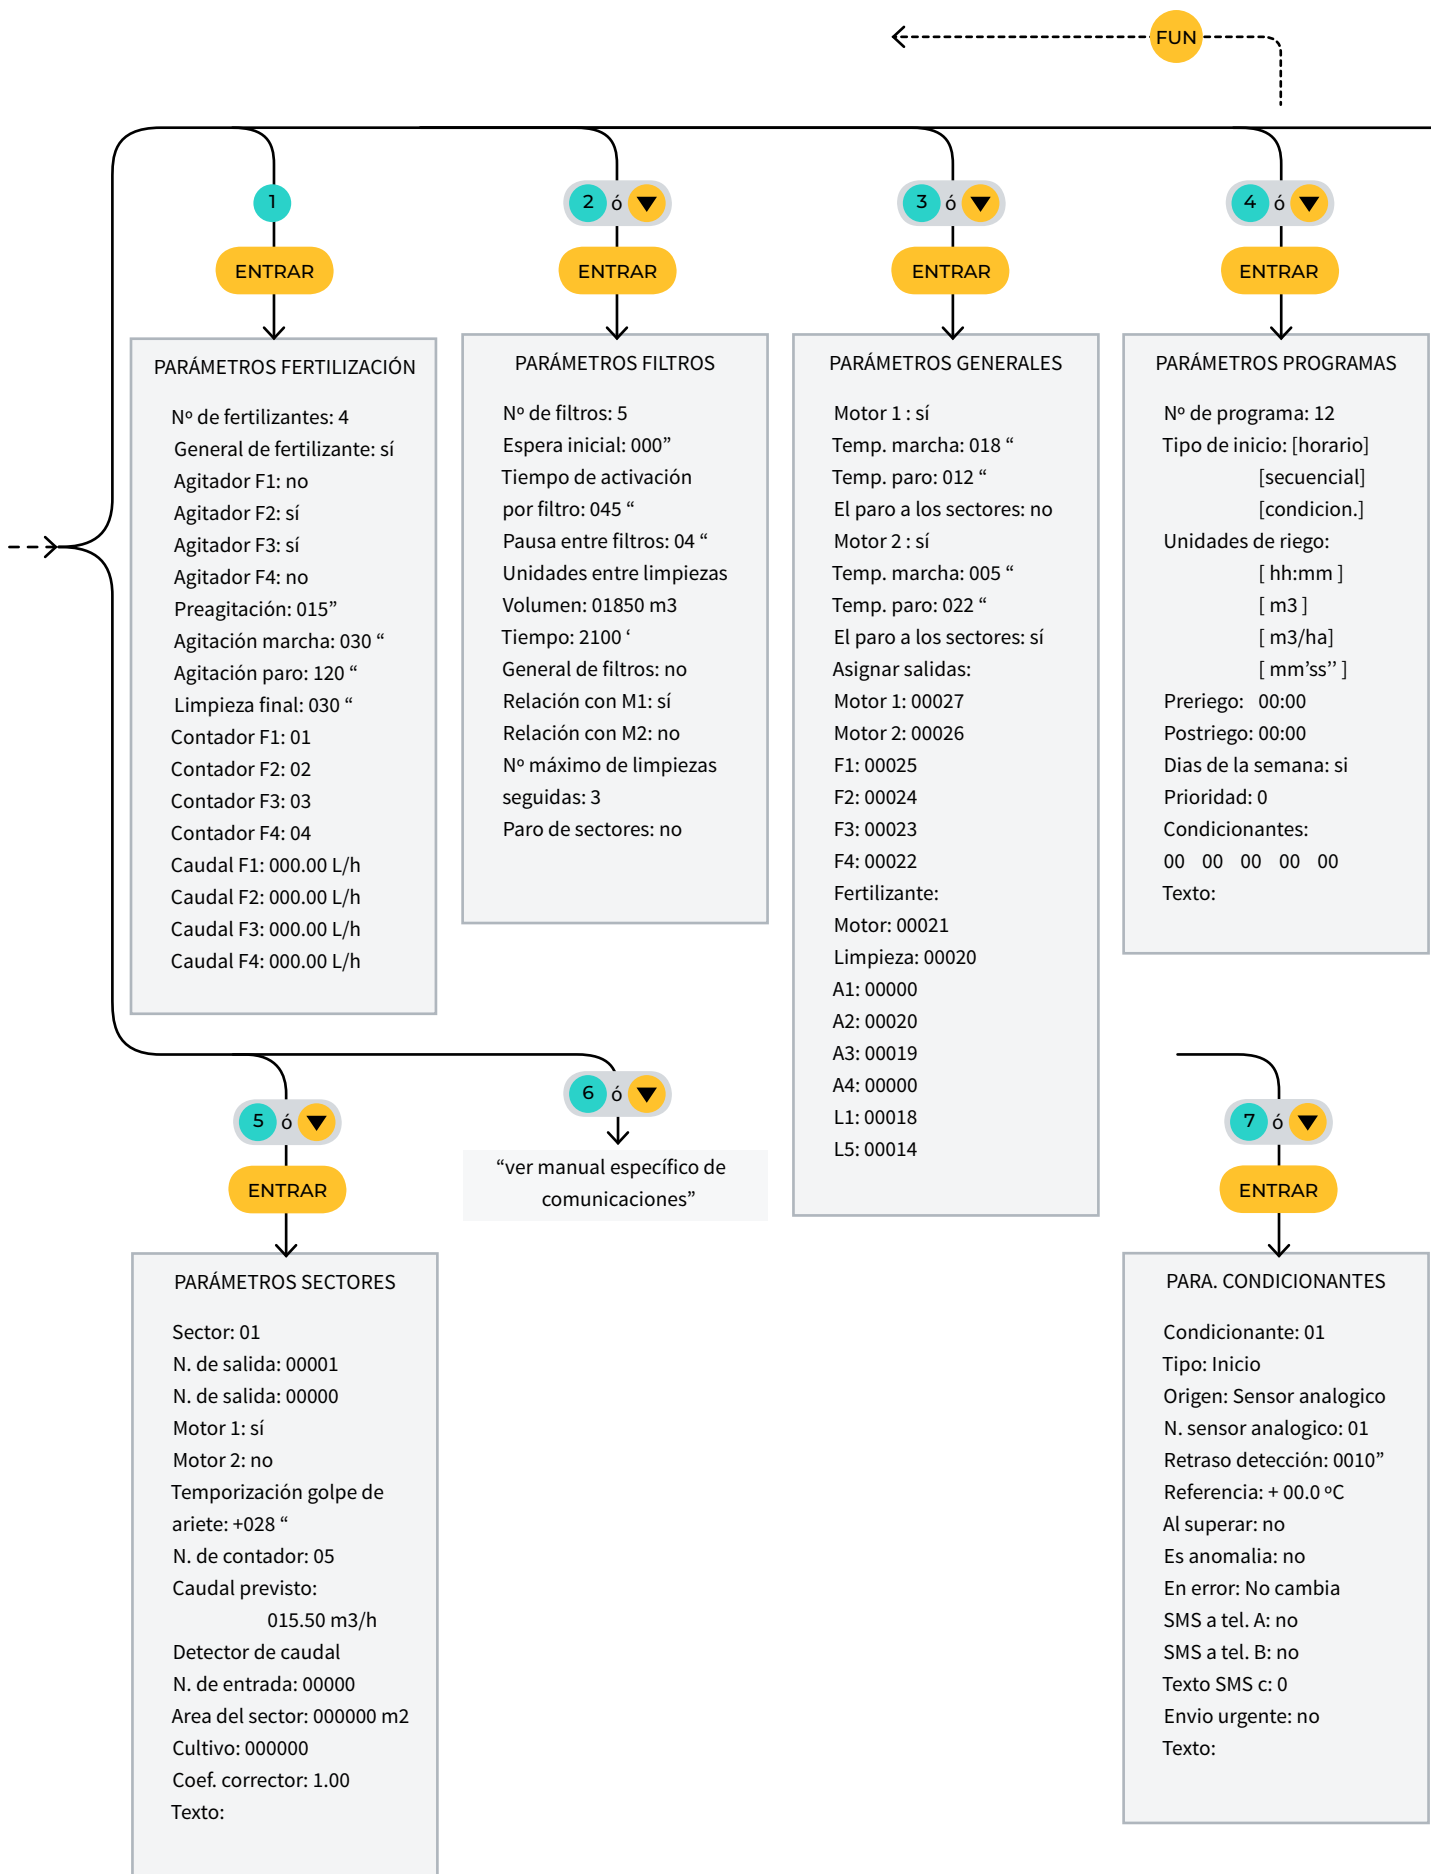 FUN
1
ENTRAR
PARÁMETROS FERTILIZACIÓN
Nº de fertilizantes: 4
General de fertilizante: sí
Agitador F1: no
Agitador F2: sí
Agitador F3: sí
Agitador F4: no
Preagitación: 015”
Agitación marcha: 030 “
Agitación paro: 120 “
Limpieza final: 030 “
Contador F1: 01
Contador F2: 02
Contador F3: 03
Contador F4: 04
Caudal F1: 000.00 L/h
Caudal F2: 000.00 L/h
Caudal F3: 000.00 L/h
Caudal F4: 000.00 L/h
2 ó
ENTRAR
PARÁMETROS FILTROS
Nº de filtros: 5
Espera inicial: 000”
Tiempo de activación
por filtro: 045 “
Pausa entre filtros: 04 “
Unidades entre limpiezas
Volumen: 01850 m3
Tiempo: 2100 ‘
General de filtros: no
Relación con M1: sí
Relación con M2: no
Nº máximo de limpiezas
seguidas: 3
Paro de sectores: no
3 ó
ENTRAR
PARÁMETROS GENERALES
Motor 1 : sí
Temp. marcha: 018 “
Temp. paro: 012 “
El paro a los sectores: no
Motor 2 : sí
Temp. marcha: 005 “
Temp. paro: 022 “
El paro a los sectores: sí
Asignar salidas:
Motor 1: 00027
Motor 2: 00026
F1: 00025
F2: 00024
F3: 00023
F4: 00022
Fertilizante:
Motor: 00021
Limpieza: 00020
A1: 00000
A2: 00020
A3: 00019
A4: 00000
L1: 00018
L5: 00014
4 ó
ENTRAR
PARÁMETROS PROGRAMAS
Nº de programa: 12
Tipo de inicio: [horario]
[secuencial]
[condicion.]
Unidades de riego:
[ hh:mm ]
[ m3 ]
[ m3/ha]
[ mm’ss’’ ]
Preriego: 00:00
Postriego: 00:00
Dias de la semana: si
Prioridad: 0
Condicionantes:
00 00 00 00 00
Texto:
5 ó
ENTRAR
PARÁMETROS SECTORES
Sector: 01
N. de salida: 00001
N. de salida: 00000
Motor 1: sí
Motor 2: no
Temporización golpe de
ariete: +028 “
N. de contador: 05
Caudal previsto:
015.50 m3/h
Detector de caudal
N. de entrada: 00000
Area del sector: 000000 m2
Cultivo: 000000
Coef. corrector: 1.00
Texto:
6 ó
“ver manual específico de
comunicaciones”
7 ó
ENTRAR
PARA. CONDICIONANTES
Condicionante: 01
Tipo: Inicio
Origen: Sensor analogico
N. sensor analogico: 01
Retraso detección: 0010”
Referencia: + 00.0 ºC
Al superar: no
Es anomalia: no
En error: No cambia
SMS a tel. A: no
SMS a tel. B: no
Texto SMS c: 0
Envio urgente: no
Texto: